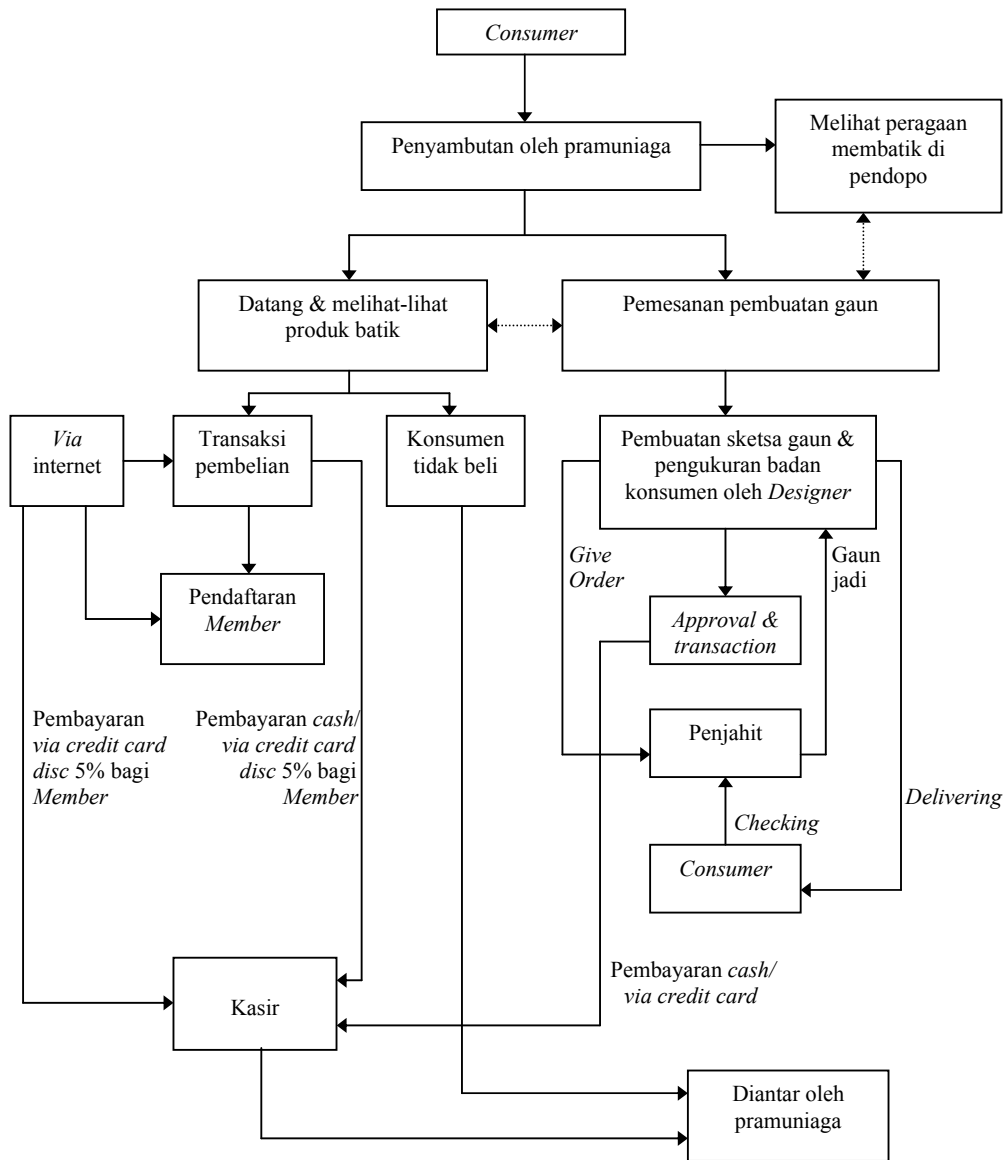 Consumer
Penyambutan oleh pramuniaga
Melihat peragaan
membatik di
pendopo
Datang & melihat-lihat
produk batik
Pemesanan pembuatan gaun
Via
internet
Transaksi
pembelian
Konsumen
tidak beli
Pembuatan sketsa gaun &
pengukuran badan
konsumen oleh Designer
Give
Order
Gaun
jadi
Pendaftaran
Member
Approval &
transaction
Pembayaran
via credit card
disc 5% bagi
Member
Pembayaran cash/
via credit card
disc 5% bagi
Member
Penjahit
Delivering
Checking
Consumer
Pembayaran cash/
via credit card
Kasir
Diantar oleh
pramuniaga